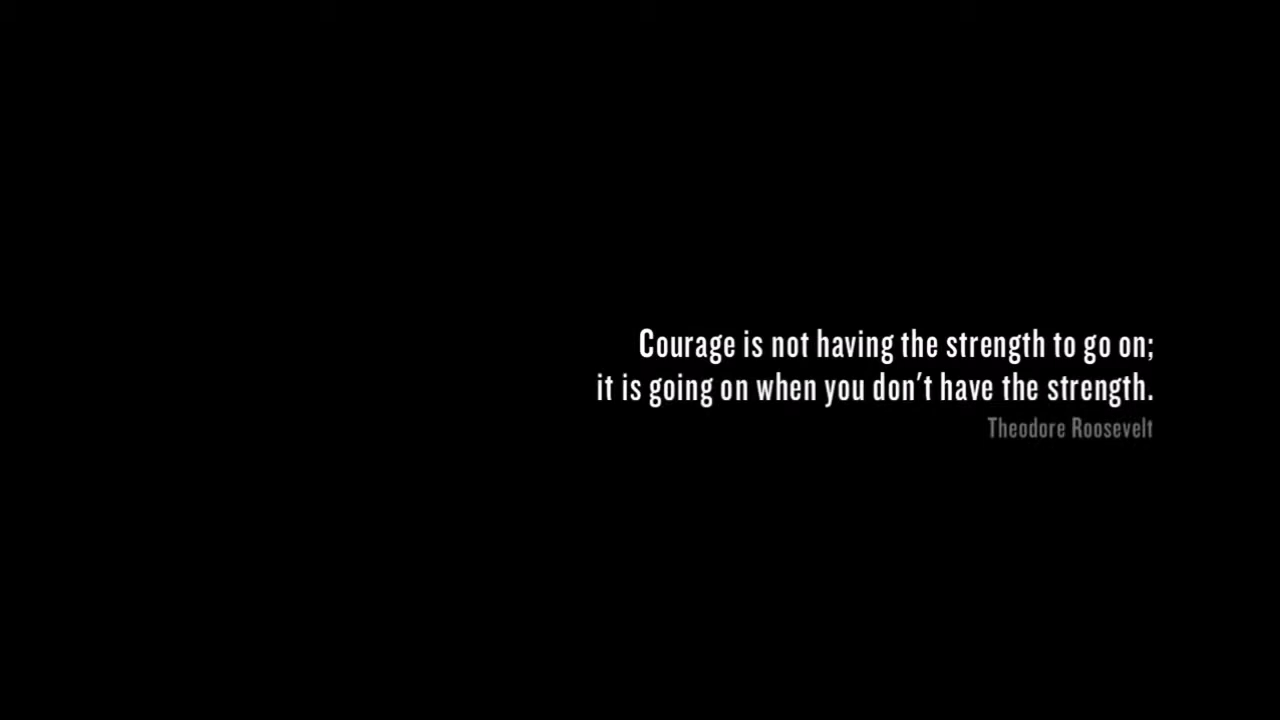 Courage is not having the strength to go on;
it is going on when you don't have the strength.
Theodore Roosevelt